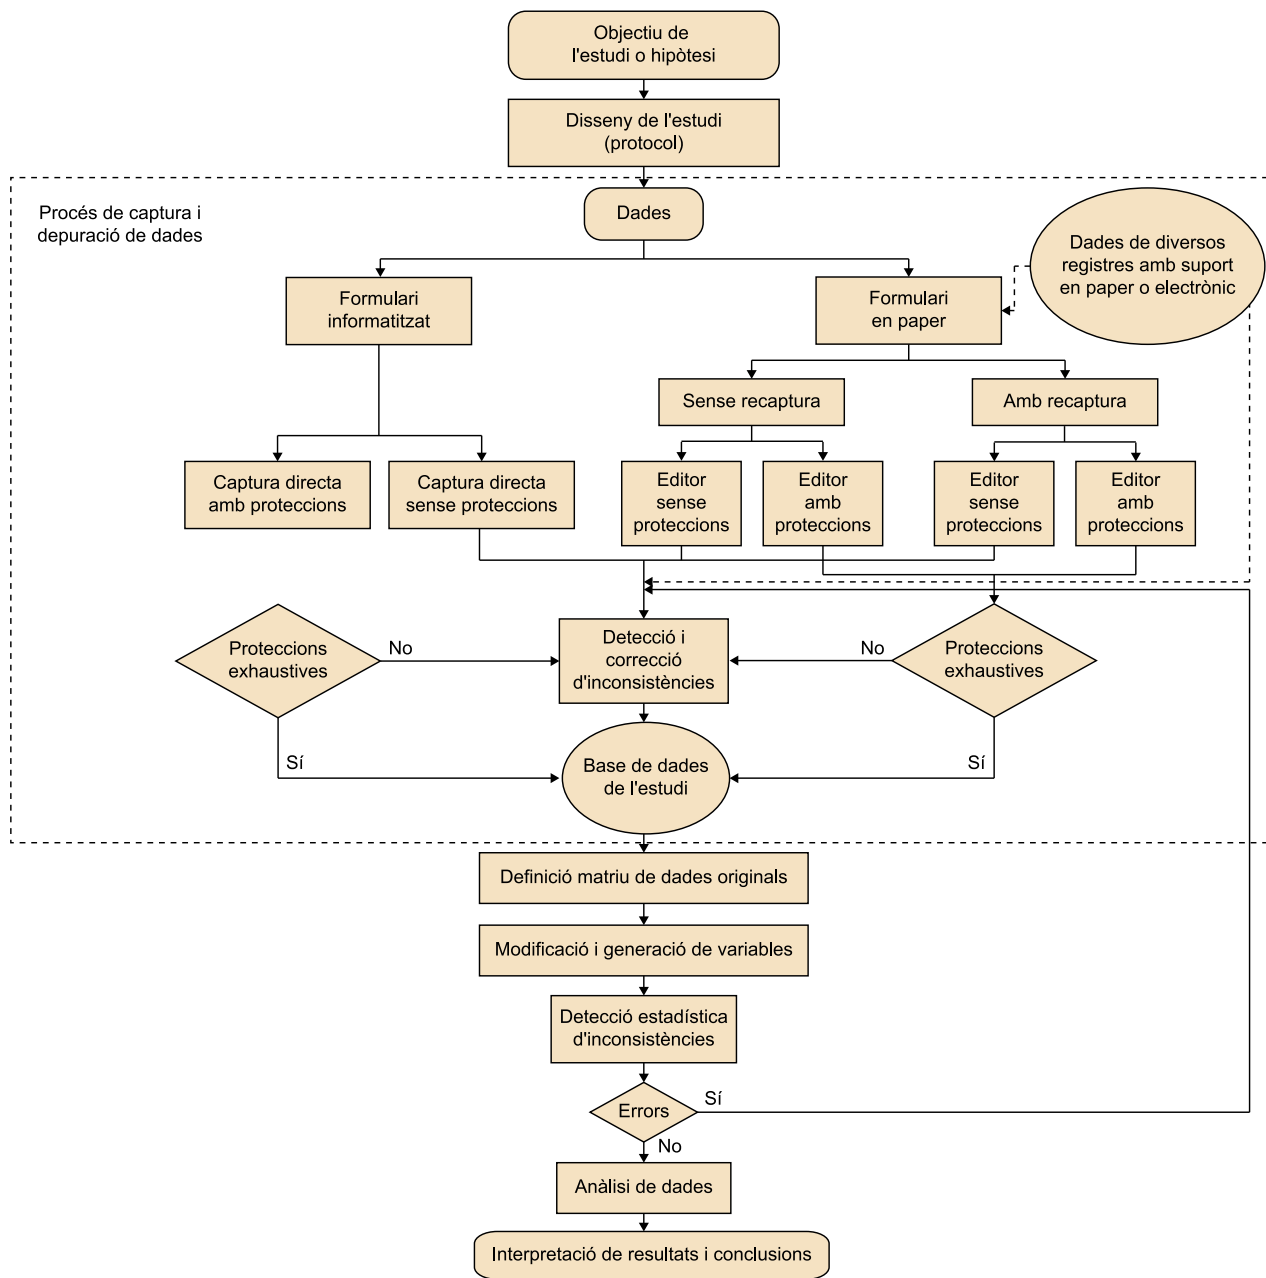 Objectiu de
l'estudi o hipòtesi
Disseny de l'estudi
(protocol)
Procés de captura i
depuració de dades
Dades
Dades de diversos
registres amb suport
en paper o electrònic
Formulari
informatitzat
Formulari
en paper
Sense recaptura
Amb recaptura
Captura directa
amb proteccions
Captura directa
sense proteccions
Editor
sense
proteccions
Editor
amb
proteccions
Editor
sense
proteccions
Editor
amb
proteccions
Proteccions
exhaustives
No
Detecció i
correcció
d'inconsistències
No
Proteccions
exhaustives
Sí
Base de dades
de l'estudi
Sí
Definició matriu de dades originals
Modificació i generació de variables
Detecció estadística
d'inconsistències
Errors
Sí
No
Anàlisi de dades
Interpretació de resultats i conclusions